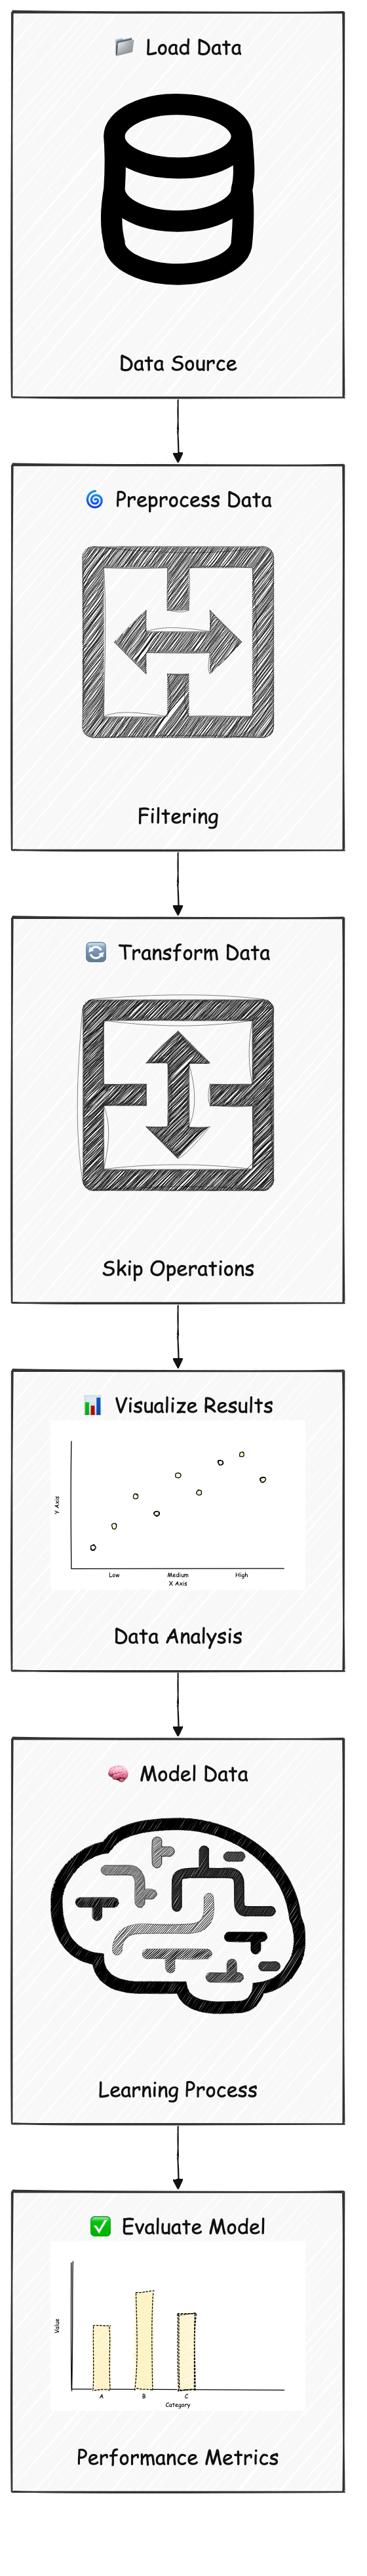 📁 Load Data
Data Source
🌀 Preprocess Data
Filtering
🔄 Transform Data
Skip Operations
📊 Visualize Results
Y Axis
Low Medium High
X Axis
Data Analysis
🧠 Model Data
Learning Process
✅ Evaluate Model
Value
A B C
Category
Performance Metrics